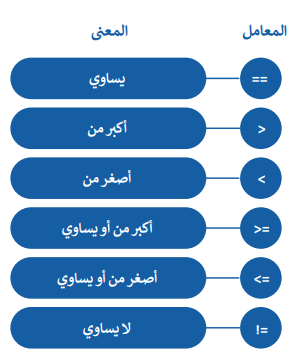 المعامل المعنى
== يساوي
> أكبر من
< أصغر من
>= أكبر من أو يساوي
<= أصغر من أو يساوي
!= لا يساوي